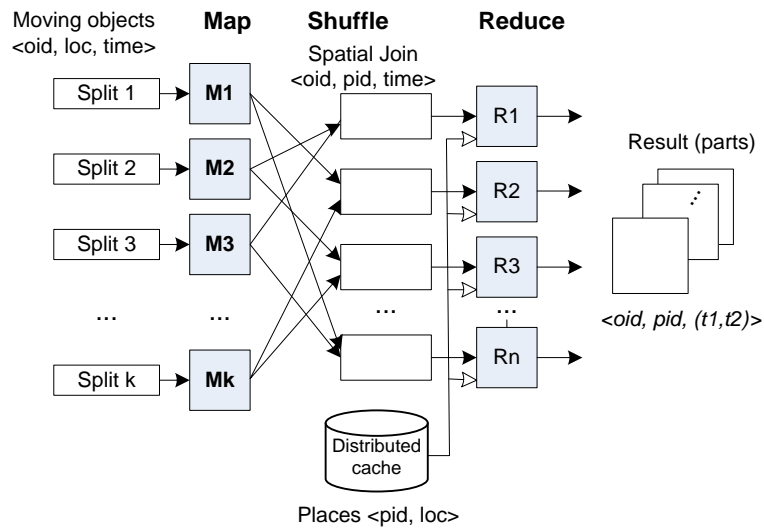 Moving objects
<oid, loc, time>
Map
Shuffle
Reduce
Spatial Join
<oid, pid, time>
Split 1
M1
R1
Result (parts)
Split 2
M2
R2
...
Split 3
M3
R3
...
...
...
...
<oid, pid, (t1,t2)>
Split k
Mk
Rn
Distributed
cache
Places <pid, loc>